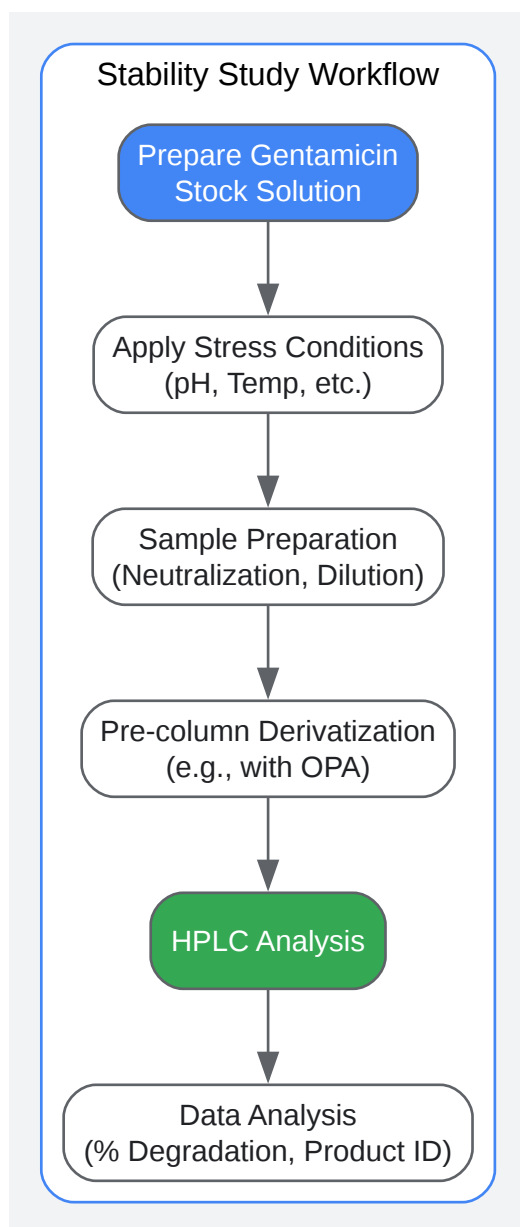 Stability Study Workflow
Prepare Gentamicin
Stock Solution
Apply Stress Conditions
(pH, Temp, etc.)
Sample Preparation
(Neutralization, Dilution)
Pre-column Derivatization
(e.g., with OPA)
HPLC Analysis
Data Analysis
(% Degradation, Product ID)